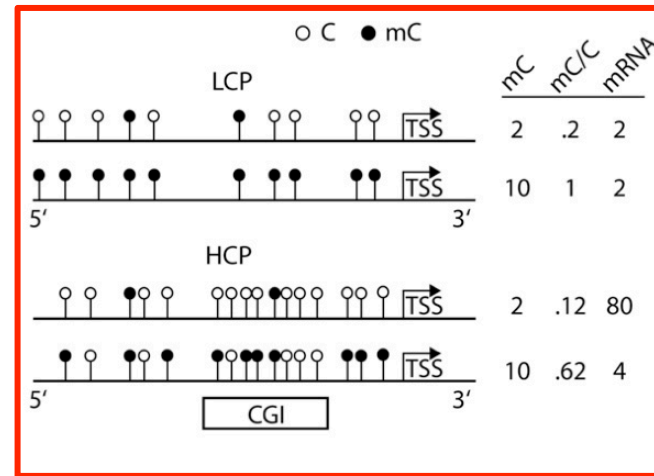 C mC
mC mC/C mRNA
LCP
TSS 2 .2 2
TSS 10 1 2
5' 3'
HCP
TSS 2 .12 80
TSS 10 .62 4
5' 3'
CGI